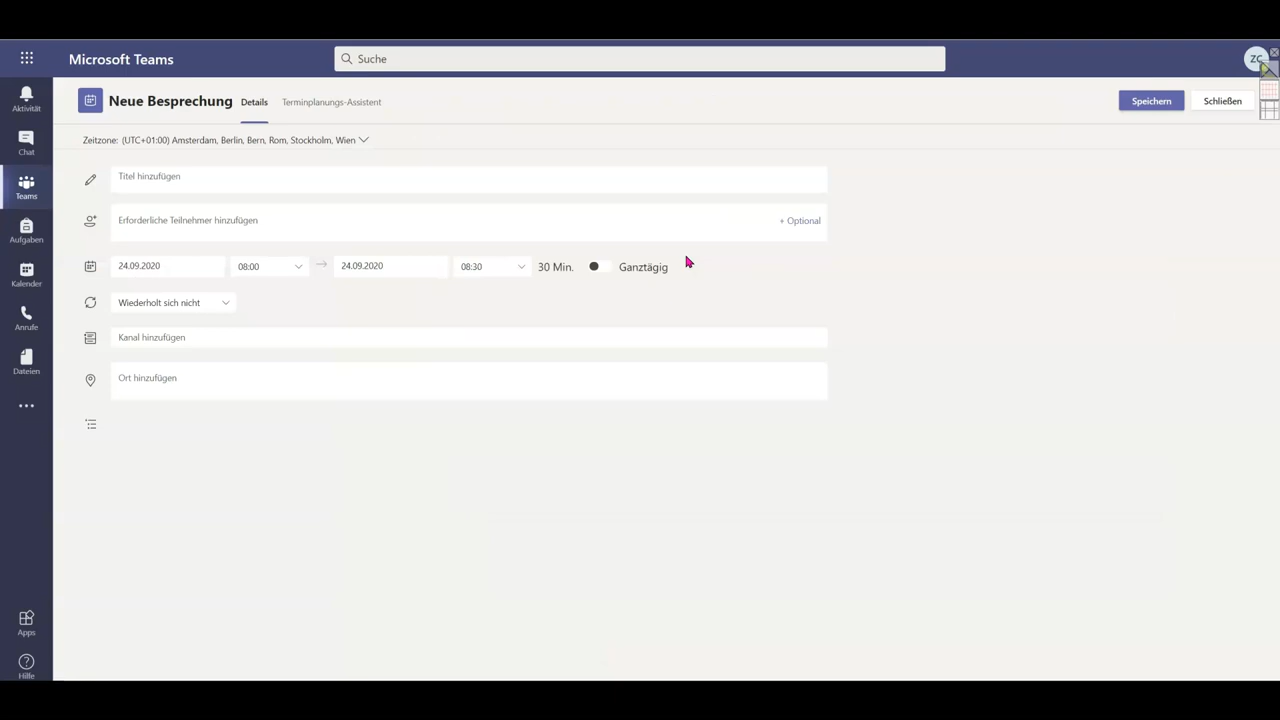 Microsoft Teams
Suche
ZC
Aktivität
Chat
Teams
Aufgaben
Kalender
Anrufe
Dateien
Apps
Hilfe
Neue Besprechung
Details
Terminplanungs-Assistent
Speichern
Schließen
Zeitzone: (UTC+01:00) Amsterdam, Berlin, Bern, Rom, Stockholm, Wien
Titel hinzufügen
Erforderliche Teilnehmer hinzufügen
+ Optional
24.09.2020 08:00 → 24.09.2020 08:30 30 Min. Ganztägig
Wiederholt sich nicht
Kanal hinzufügen
Ort hinzufügen